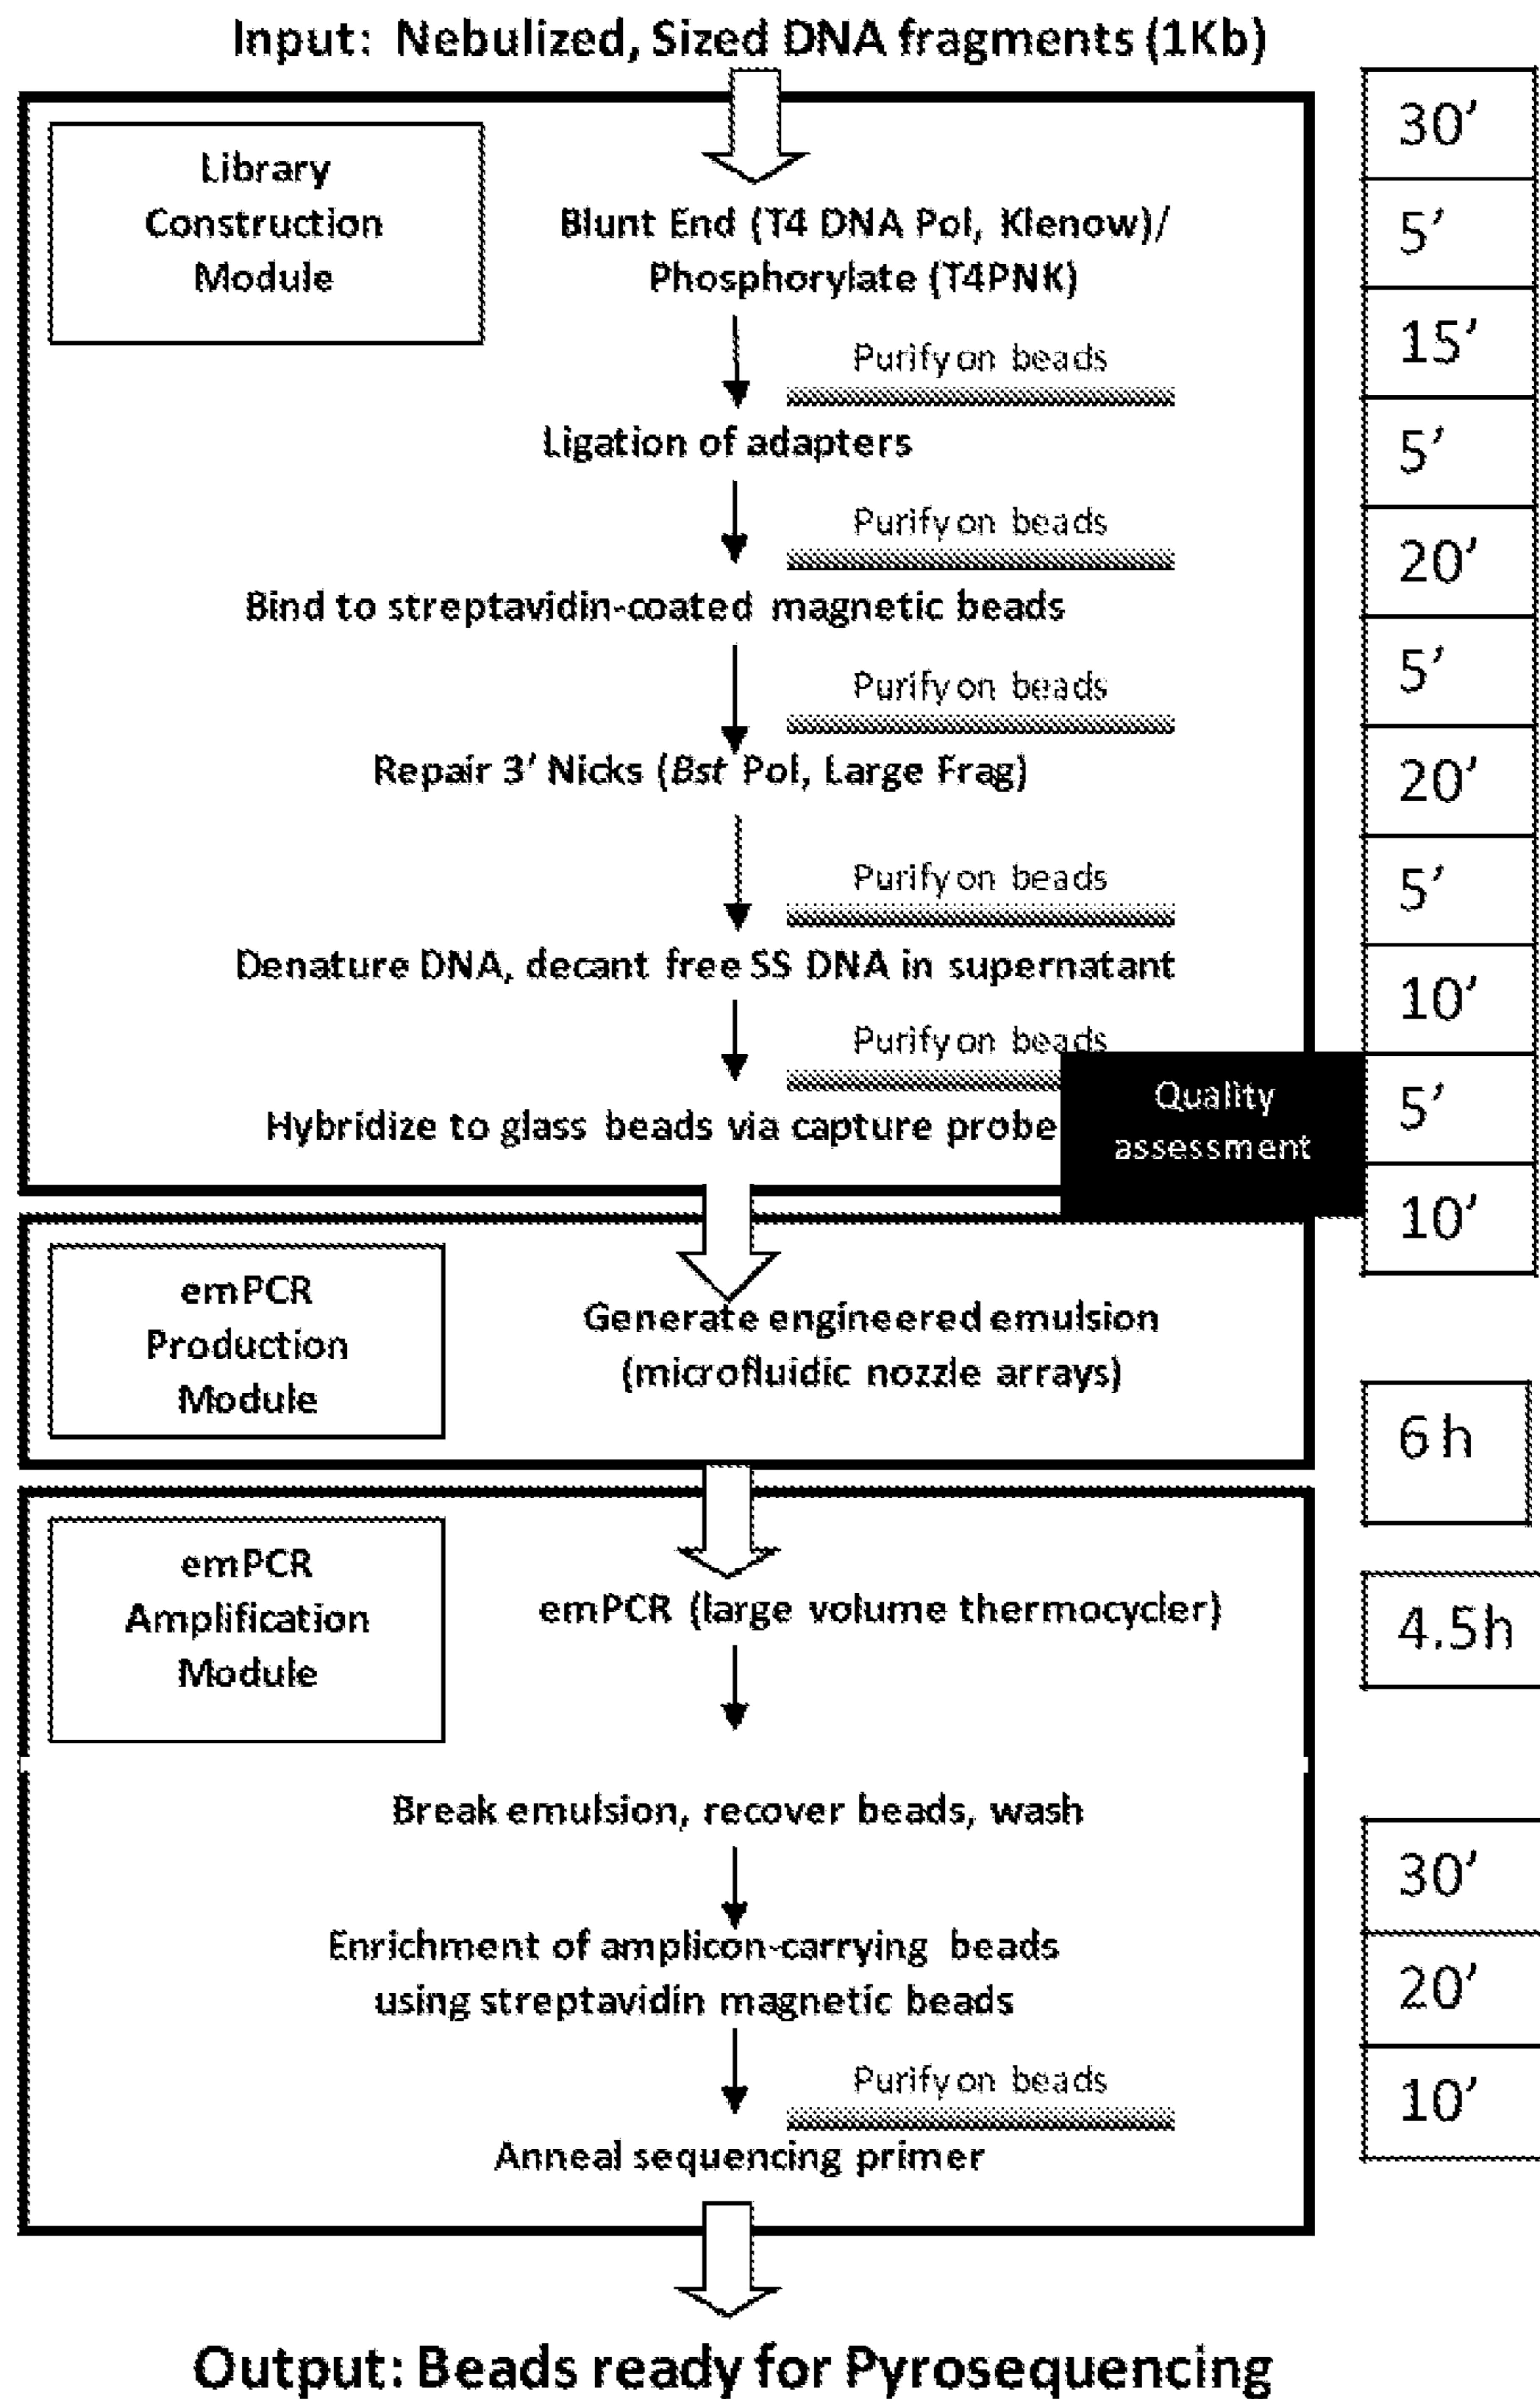 Input: Nebulized, Sized DNA fragments (1Kb)
Library
Construction
Module
Blunt End (T4 DNA Pol, Klenow)/
Phosphorylate (T4PNK)
Purify on beads
Ligation of adapters
Purify on beads
Bind to streptavidin-coated magnetic beads
Purify on beads
Repair 3' Nicks (Bst Pol, Large Frag)
Purify on beads
Denature DNA, decant free SS DNA in supernatant
Purify on beads
Hybridize to glass beads via capture probe
Quality
assessment
30'
5'
15'
5'
20'
5'
20'
5'
10'
5'
10'
emPCR
Production
Module
Generate engineered emulsion
(microfluidic nozzle arrays)
6 h
emPCR
Amplification
Module
emPCR (large volume thermocycler)
4.5h
Break emulsion, recover beads, wash
Enrichment of amplicon-carrying beads
using streptavidin magnetic beads
Purify on beads
Anneal sequencing primer
30'
20'
10'
Output: Beads ready for Pyrosequencing